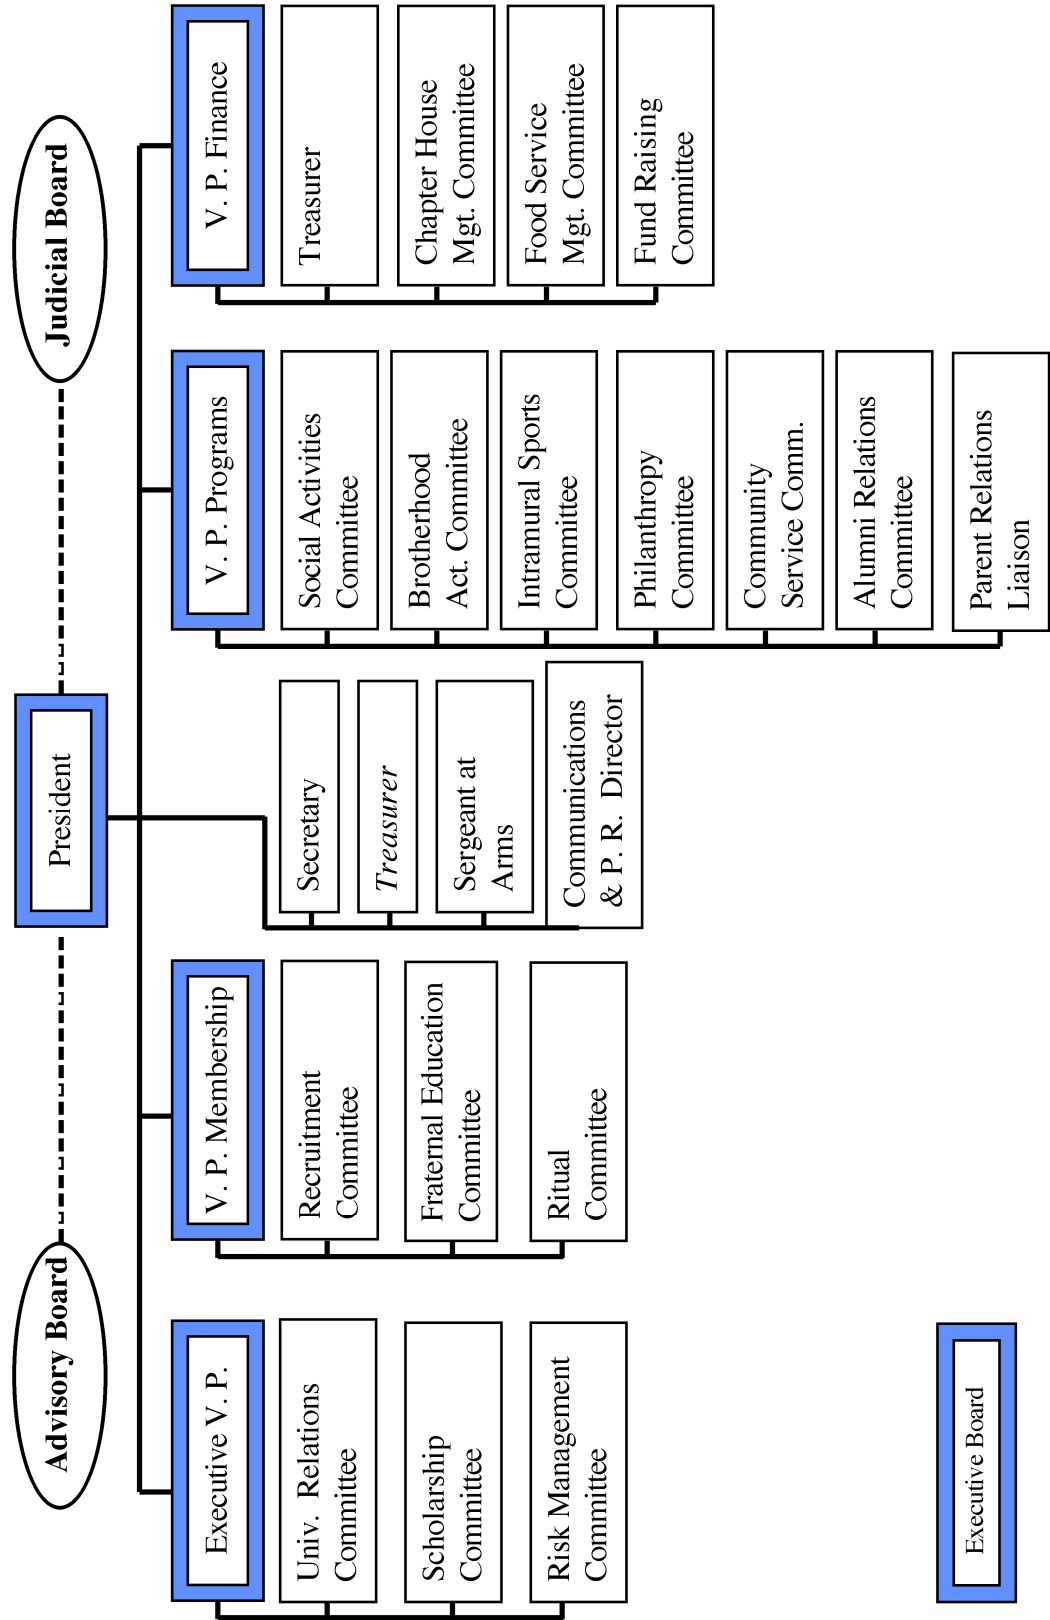 Advisory Board
President
Judicial Board
Executive V. P.
Univ. Relations
Committee
Scholarship
Committee
Risk Management
Committee
V. P. Membership
Recruitment
Committee
Fraternal Education
Committee
Ritual
Committee
Secretary
Treasurer
Sergeant at
Arms
Communications
& P. R. Director
V. P. Programs
Social Activities
Committee
Brotherhood
Act. Committee
Intramural Sports
Committee
Philanthropy
Committee
Community
Service Comm.
Alumni Relations
Committee
Parent Relations
Liaison
V. P. Finance
Treasurer
Chapter House
Mgt. Committee
Food Service
Mgt. Committee
Fund Raising
Committee
Executive Board